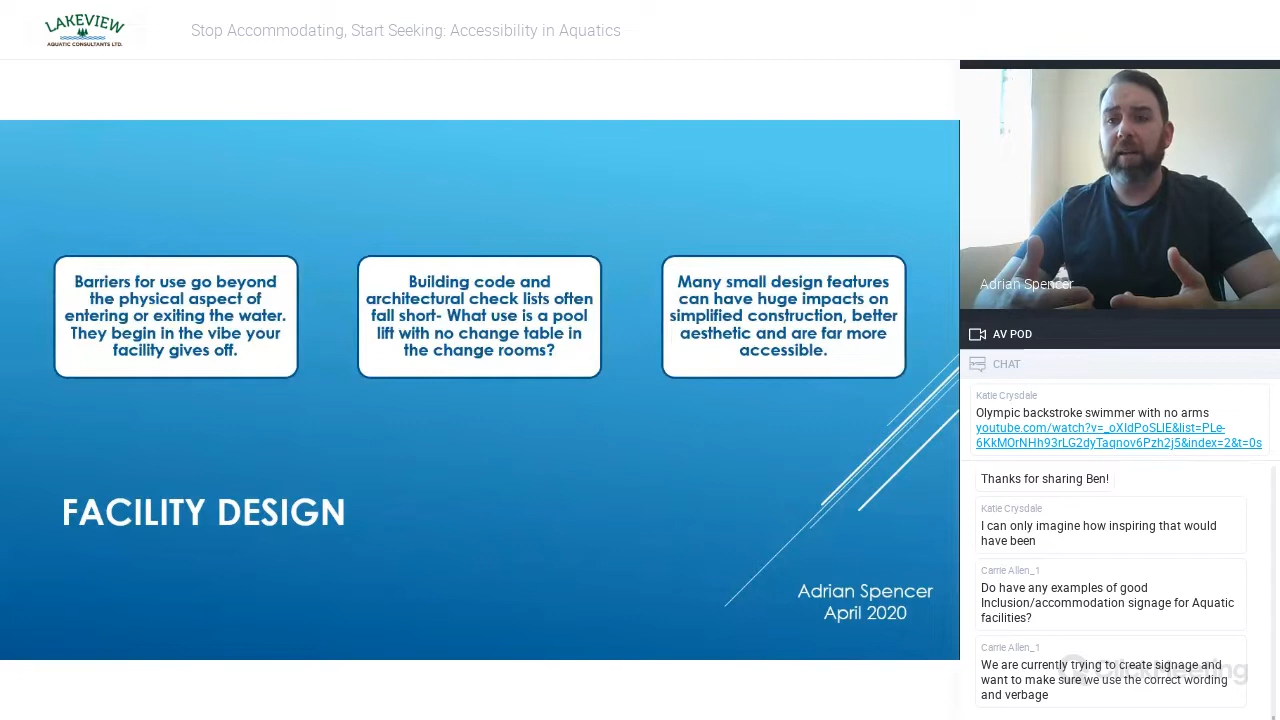 LAKEVIEW
AQUATIC CONSULTANTS LTD.
Stop Accommodating, Start Seeking: Accessibility in Aquatics
Barriers for use go beyond
the physical aspect of
entering or exiting the water.
They begin in the vibe your
facility gives off.
Building code and
architectural check lists often
fall short- What use is a pool
lift with no change table in
the change rooms?
Many small design features
can have huge impacts on
simplified construction, better
aesthetic and are far more
accessible.
FACILITY DESIGN
Adrian Spencer
April 2020
Adrian Spencer
AV POD
CHAT
Katie Crysdale
Olympic backstroke swimmer with no arms
youtube.com/watch?v=_oXIdPoSLIE&list=PLe-
6KkMOrNHh93rLG2dyTaqnov6Pzh2j5&index=2&t=0s
Thanks for sharing Ben!
Katie Crysdale
I can only imagine how inspiring that would
have been
Carrie Allen_1
Do have any examples of good
Inclusion/accommodation signage for Aquatic
facilities?
Carrie Allen_1
We are currently trying to create signage and
want to make sure we use the correct wording
and verbage
ClickMeeting